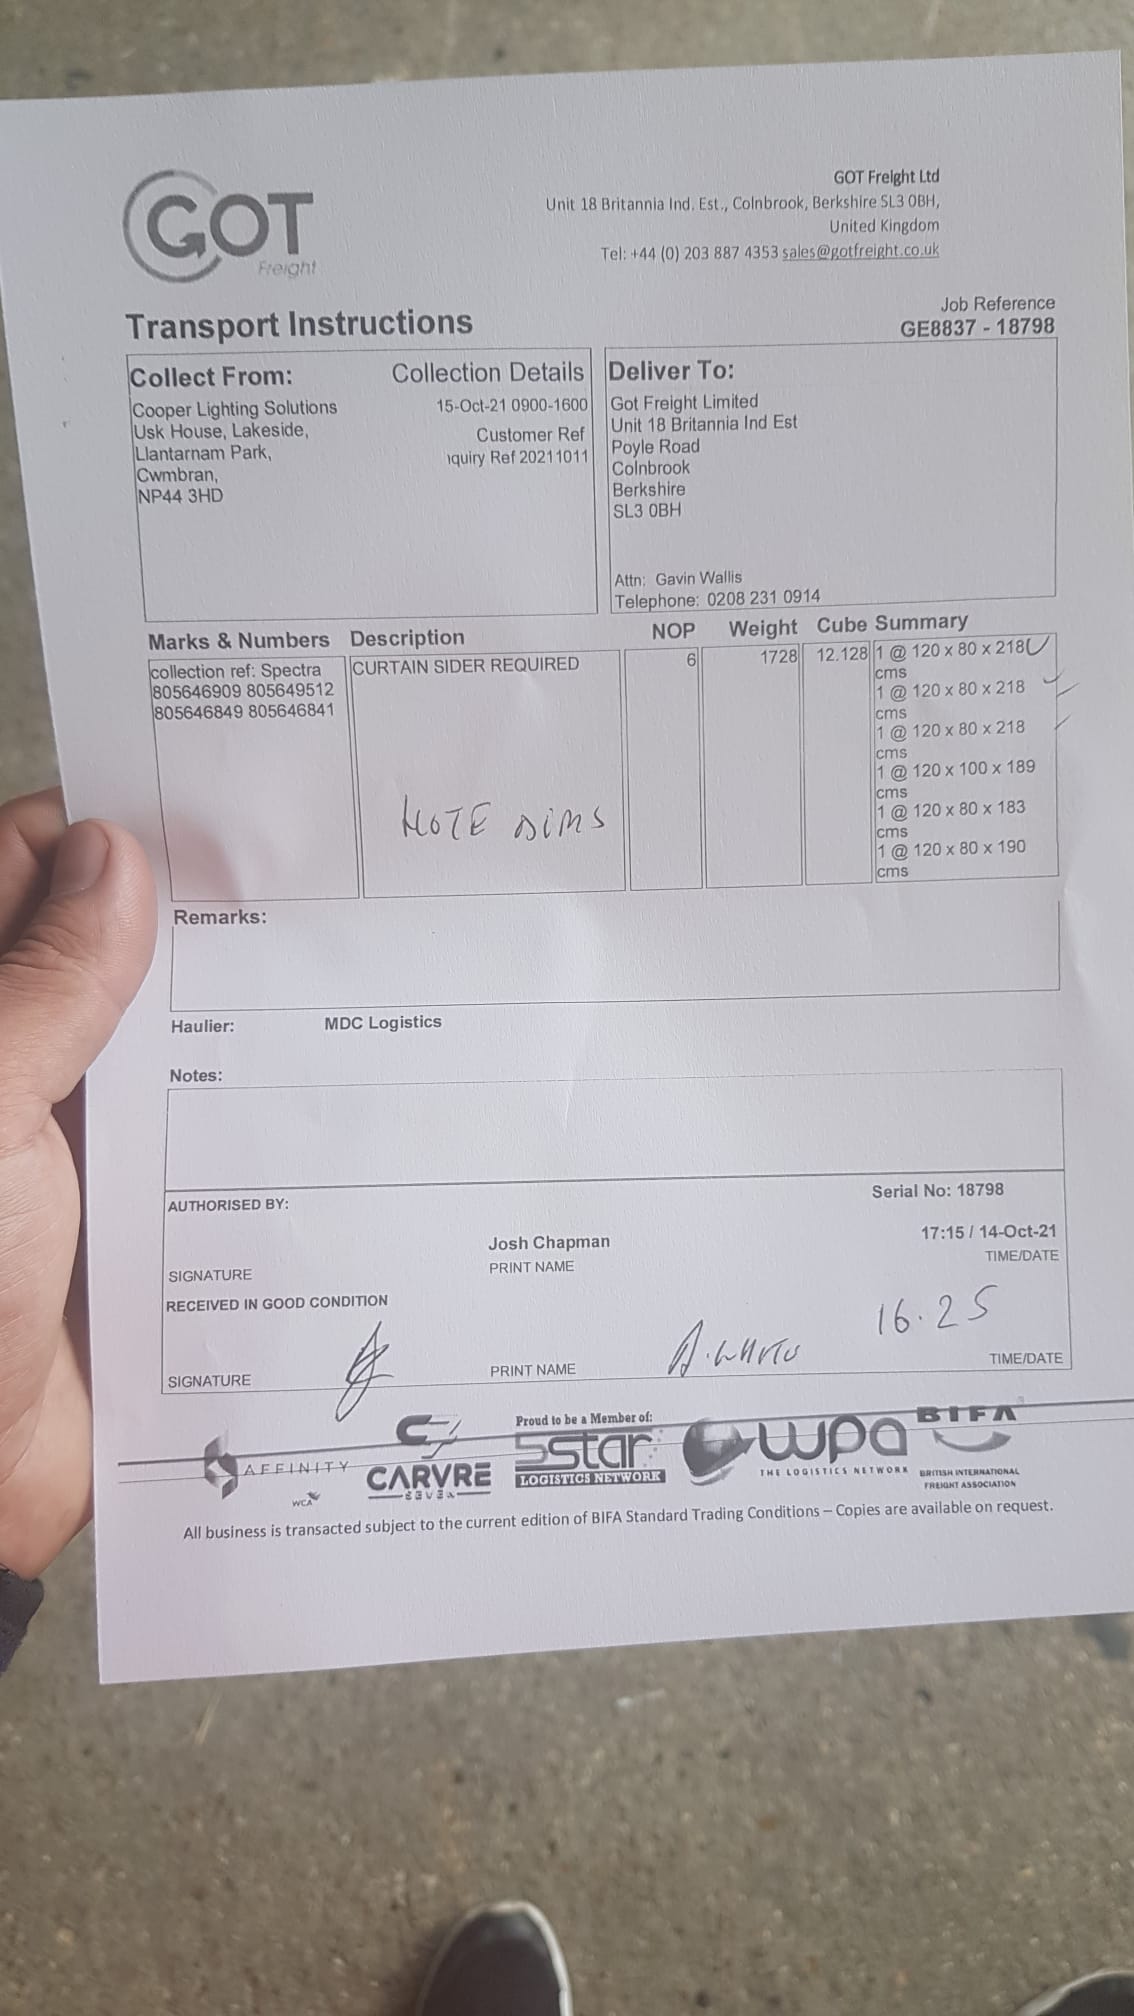 GOT
Freight
GOT Freight Ltd
Unit 18 Britannia Ind. Est., Colnbrook, Berkshire SL3 0BH,
United Kingdom
Tel: +44 (0) 203 887 4353 sales@gotfreight.co.uk
Transport Instructions
Job Reference
GE8837 - 18798
Collect From:
Collection Details
Cooper Lighting Solutions
Usk House, Lakeside,
Llantarnam Park,
Cwmbran,
NP44 3HD
15-Oct-21 0900-1600
Customer Ref
iquiry Ref 20211011
Deliver To:
Got Freight Limited
Unit 18 Britannia Ind Est
Poyle Road
Colnbrook
Berkshire
SL3 0BH
Attn: Gavin Wallis
Telephone: 0208 231 0914
Marks & Numbers Description NOP Weight Cube Summary
collection ref: Spectra
805646909 805649512
805646849 805646841
CURTAIN SIDER REQUIRED
NOTE DIMS
6
1728
12.128
1 @ 120 x 80 x 218
cms
1 @ 120 x 80 x 218
cms
1 @ 120 x 80 x 218
cms
1 @ 120 x 100 x 189
cms
1 @ 120 x 80 x 183
cms
1 @ 120 x 80 x 190
cms
Remarks:
Haulier: MDC Logistics
Notes:
AUTHORISED BY:
Serial No: 18798
Josh Chapman
17:15 / 14-Oct-21
SIGNATURE
PRINT NAME
TIME/DATE
RECEIVED IN GOOD CONDITION
16.25
SIGNATURE
PRINT NAME
TIME/DATE
Proud to be a Member of:
AFFINITY
WCA
CARVRE
SEVEN
5star
LOGISTICS NETWORK
wpa
THE LOGISTICS NETWORK
BIFA
BRITISH INTERNATIONAL
FREIGHT ASSOCIATION
All business is transacted subject to the current edition of BIFA Standard Trading Conditions – Copies are available on request.